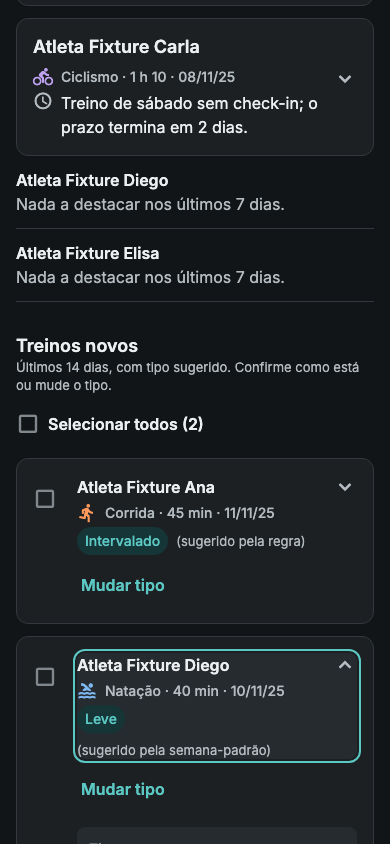 Atleta Fixture Carla
Ciclismo · 1 h 10 · 08/11/25
Treino de sábado sem check-in; o
prazo termina em 2 dias.
Atleta Fixture Diego
Nada a destacar nos últimos 7 dias.
Atleta Fixture Elisa
Nada a destacar nos últimos 7 dias.
Treinos novos
Últimos 14 dias, com tipo sugerido. Confirme como está
ou mude o tipo.
Selecionar todos (2)
Atleta Fixture Ana
Corrida · 45 min · 11/11/25
Intervalado (sugerido pela regra)
Mudar tipo
Atleta Fixture Diego
Natação · 40 min · 10/11/25
Leve
(sugerido pela semana-padrão)
Mudar tipo